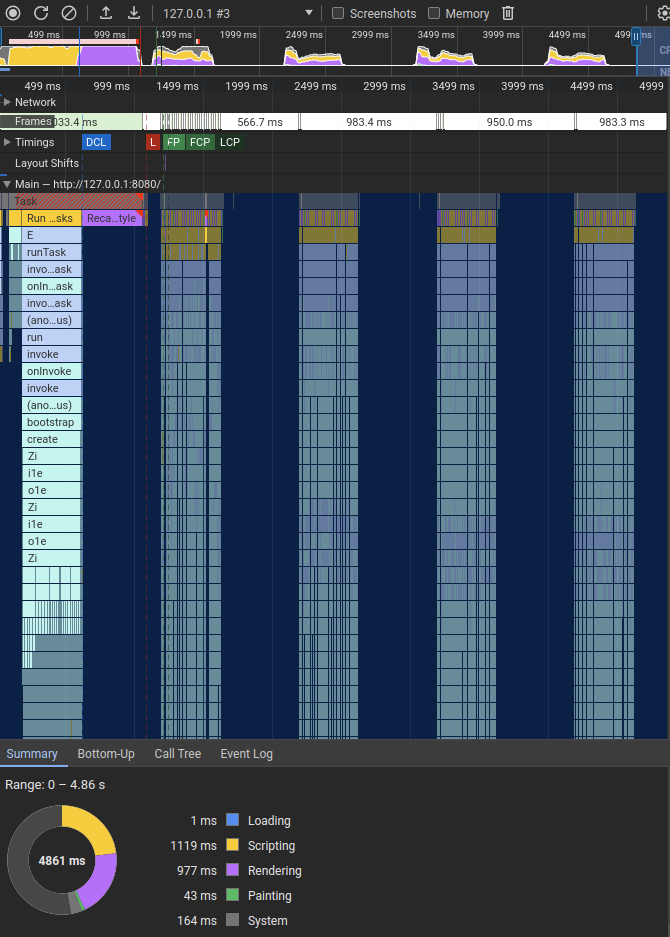 127.0.0.1 #3 Screenshots Memory
499 ms 999 ms 1499 ms 1999 ms 2499 ms 2999 ms 3499 ms 3999 ms 4499 ms
499 ms 999 ms 1499 ms 1999 ms 2499 ms 2999 ms 3499 ms 3999 ms 4499 ms 4999
Network
Frames 033.4 ms 566.7 ms 983.4 ms 950.0 ms 983.3 ms
Timings DCL L FP FCP LCP
Layout Shifts
Main — http://127.0.0.1:8080/
Task
Run …sks Reca…tyle
E
runTask
invo…ask
onIn…ask
invo…ask
(ano…us)
run
invoke
onInvoke
invoke
(ano…us)
bootstrap
create
Zi
i1e
o1e
Zi
i1e
o1e
Zi
Summary Bottom-Up Call Tree Event Log
Range: 0 – 4.86 s
4861 ms
1 ms Loading
1119 ms Scripting
977 ms Rendering
43 ms Painting
164 ms System